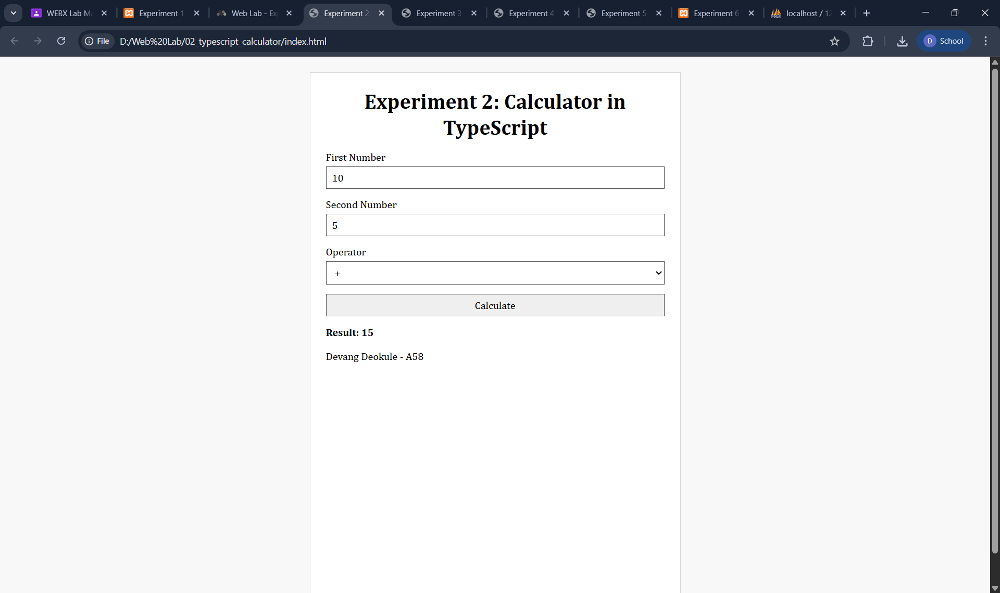 WEBX Lab Ma
Experiment 1
Web Lab - Ex
Experiment 2
Experiment 3
Experiment 4
Experiment 5
Experiment 6
localhost / 12
File
D:/Web%20Lab/02_typescript_calculator/index.html
D
School
Experiment 2: Calculator in
TypeScript
First Number
10
Second Number
5
Operator
+
Calculate
Result: 15
Devang Deokule - A58